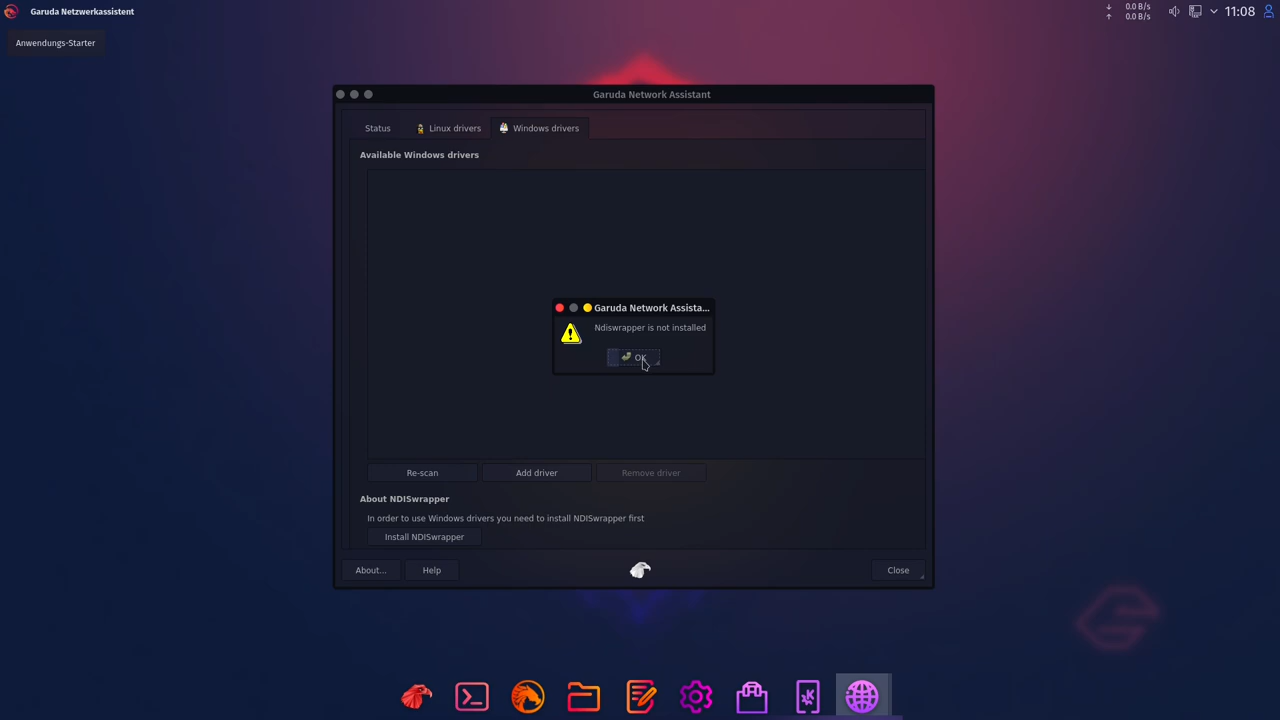 Garuda Netzwerkassistent
0.0 B/s
0.0 B/s
11:08
Anwendungs-Starter
Garuda Network Assistant
Status
Linux drivers
Windows drivers
Available Windows drivers
Garuda Network Assista...
Ndiswrapper is not installed
OK
Re-scan
Add driver
Remove driver
About NDISwrapper
In order to use Windows drivers you need to install NDISwrapper first
Install NDISwrapper
About...
Help
Close